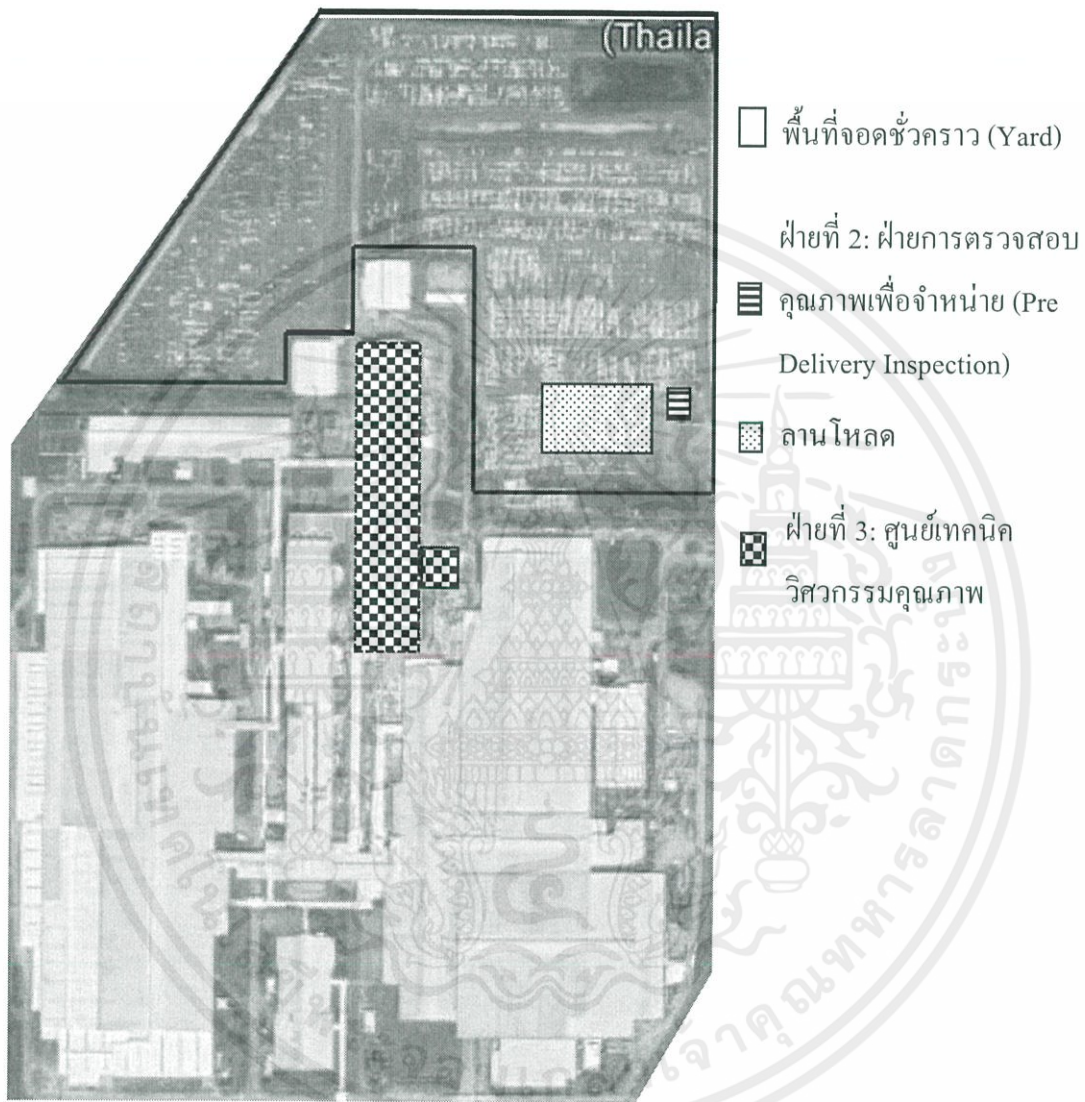 (Thaila
พื้นที่จอดชั่วคราว (Yard)
ฝ่ายที่ 2: ฝ่ายการตรวจสอบ
คุณภาพเพื่อจำหน่าย (Pre
Delivery Inspection)
ลานโหลด
ฝ่ายที่ 3: ศูนย์เทคนิค
วิศวกรรมคุณภาพ